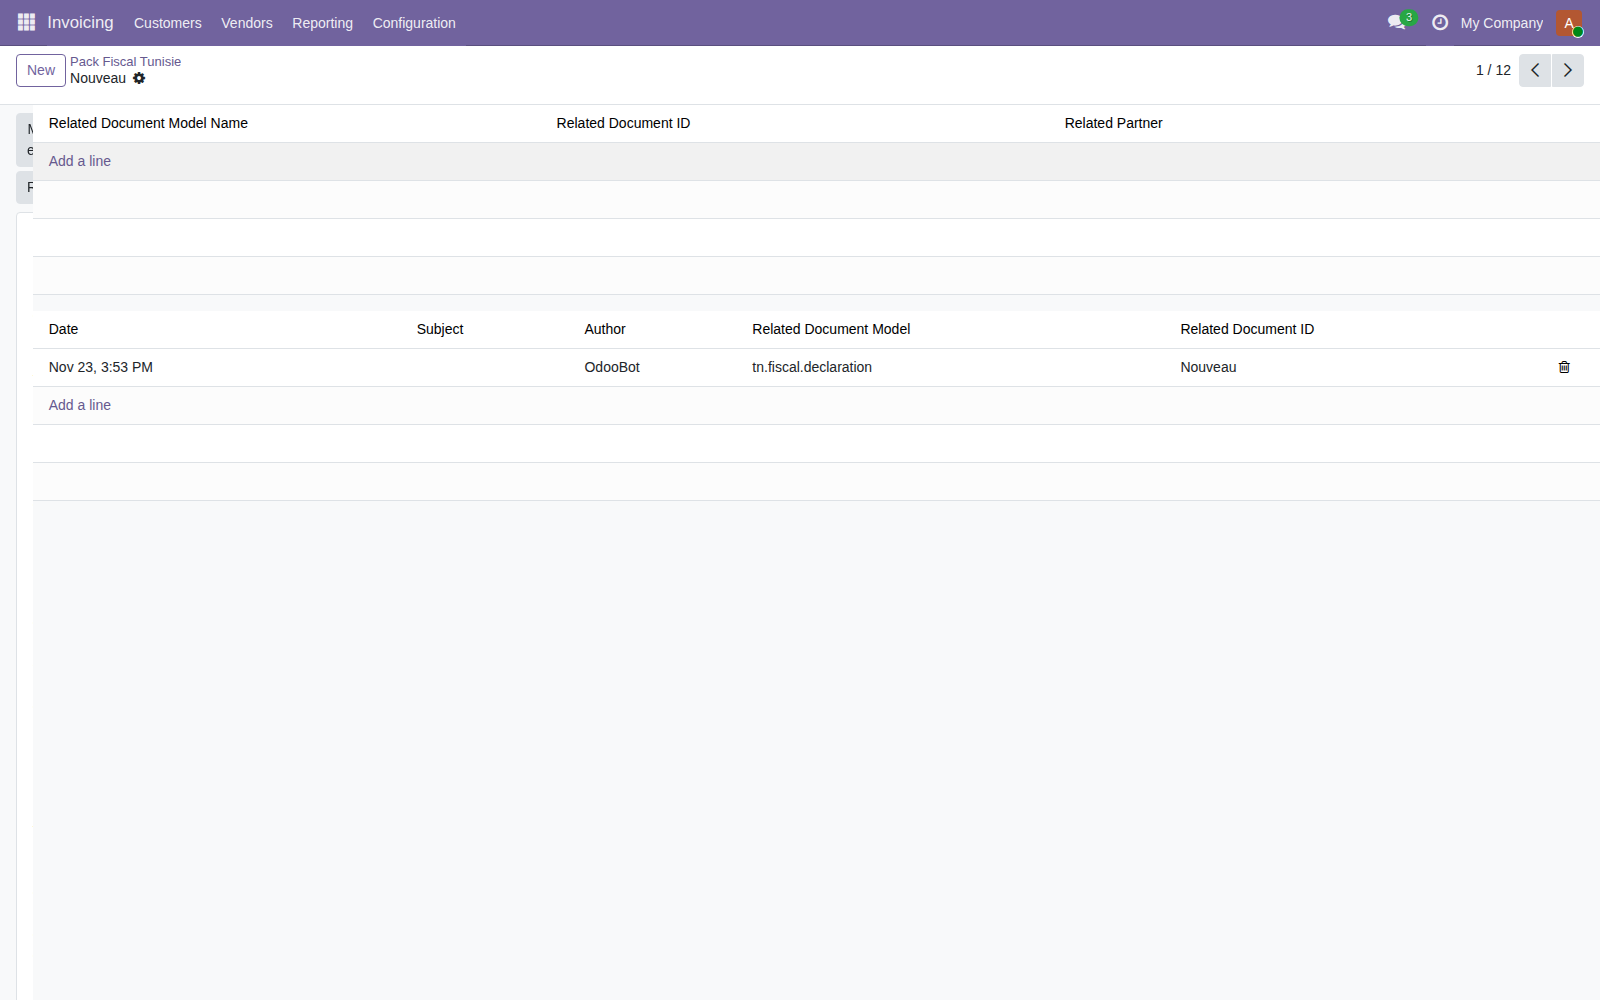 Invoicing Customers Vendors Reporting Configuration 3 My Company A
New Pack Fiscal Tunisie
Nouveau
1 / 12
Related Document Model Name Related Document ID Related Partner
Add a line
Date Subject Author Related Document Model Related Document ID
Nov 23, 3:53 PM OdooBot tn.fiscal.declaration Nouveau
Add a line